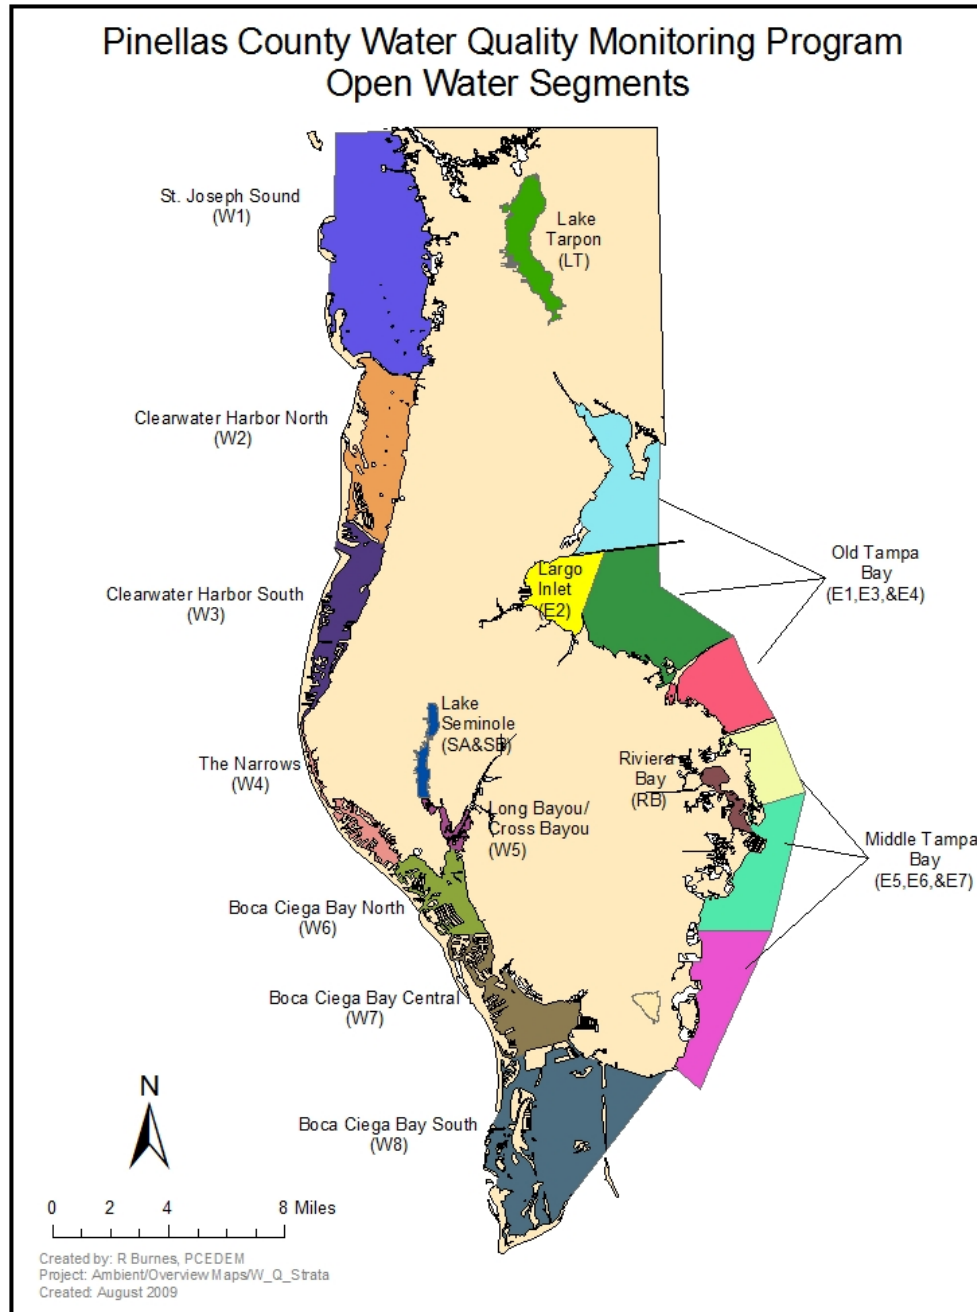 Pinellas County Water Quality Monitoring Program
Open Water Segments
St. Joseph Sound
(W1)
Lake
Tarpon
(LT)
Clearwater Harbor North
(W2)
Clearwater Harbor South
(W3)
Largo
Inlet
(E2)
Old Tampa
Bay
(E1,E3,&E4)
Lake
Seminole
(SA&SB)
The Narrows
(W4)
Riviera
Bay
(RB)
Long Bayou/
Cross Bayou
(W5)
Middle Tampa
Bay
(E5,E6,&E7)
Boca Ciega Bay North
(W6)
Boca Ciega Bay Central
(W7)
Boca Ciega Bay South
(W8)
N
0 2 4 8 Miles
Created by: R Burnes, PCEDEM
Project: Ambient/Overview Maps/W_Q_Strata
Created: August 2009